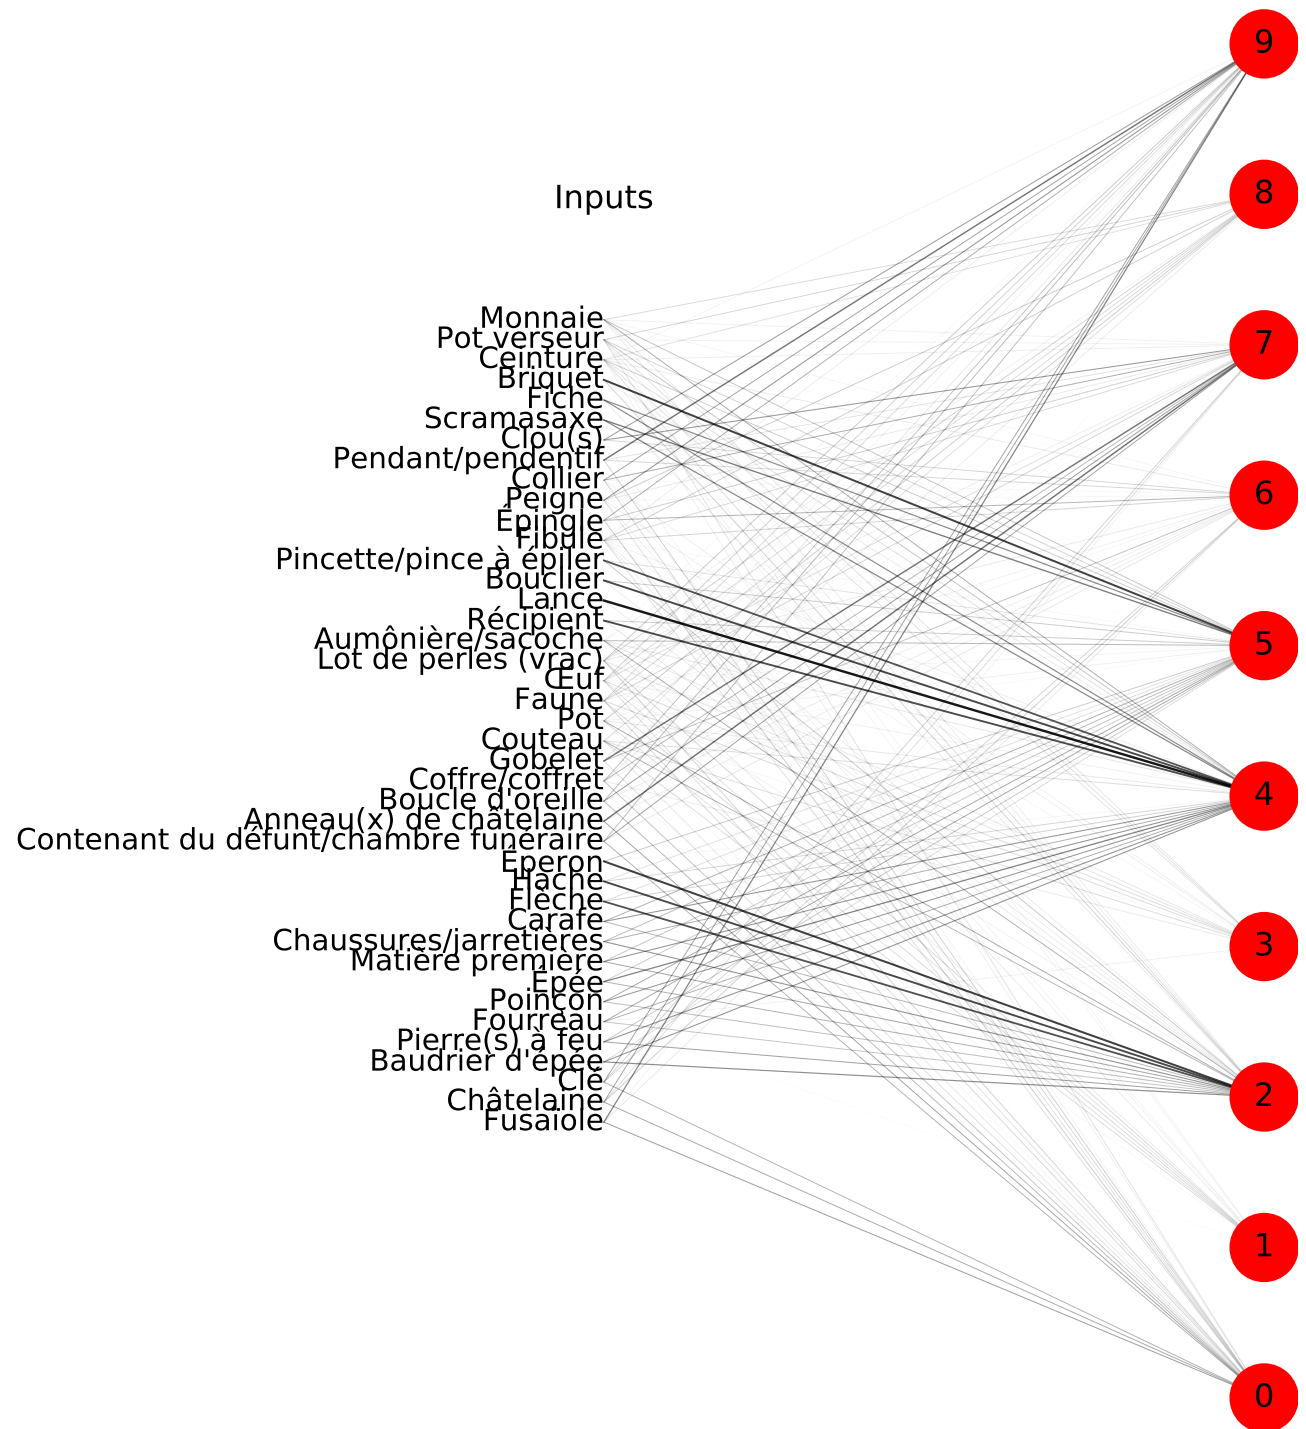 Inputs
Monnaie
Pot verseur
Ceinture
Briquet
Fiche
Scramasaxe
Clou(s)
Pendant/pendentif
Collier
Peigne
Épingle
Fibule
Pincette/pince à épiler
Bouclier
Lance
Récipient
Aumônière/sacoche
Lot de perles (vrac)
Œuf
Faune
Pot
Couteau
Gobelet
Coffre/coffret
Boucle d'oreille
Anneau(x) de châtelaine
Contenant du défunt/chambre funéraire
Éperon
Hache
Flèche
Carafe
Chaussures/jarretières
Matière première
Épée
Poinçon
Fourreau
Pierre(s) à feu
Baudrier d'épée
Clé
Châtelaine
Fusaïole
9
8
7
6
5
4
3
2
1
0